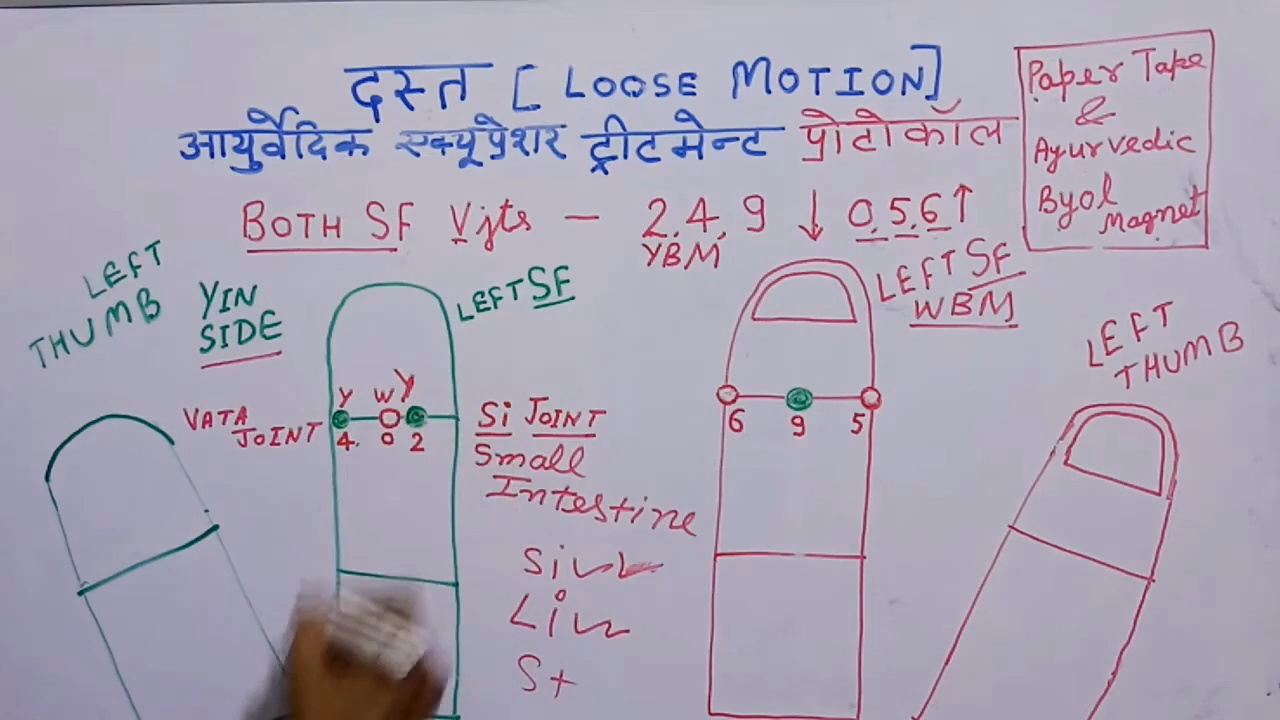 दस्त [LOOSE MOTION]
आयुर्वेदिक एक्यूप्रेशर ट्रीटमेन्ट प्रोटोकॉल
Paper Tape
&
Ayurvedic
Byol
Magnet
BOTH SF Vjts — 2,4,9 ↓ 0,5,6↑
YBM
LEFT
THUMB
YIN
SIDE
LEFT SF
LEFT SF
WBM
LEFT
THUMB
VATA
JOINT
Y W Y
4. 0 2
Si JOINT
Small
Intestine
6 9 5
Si
Li
St